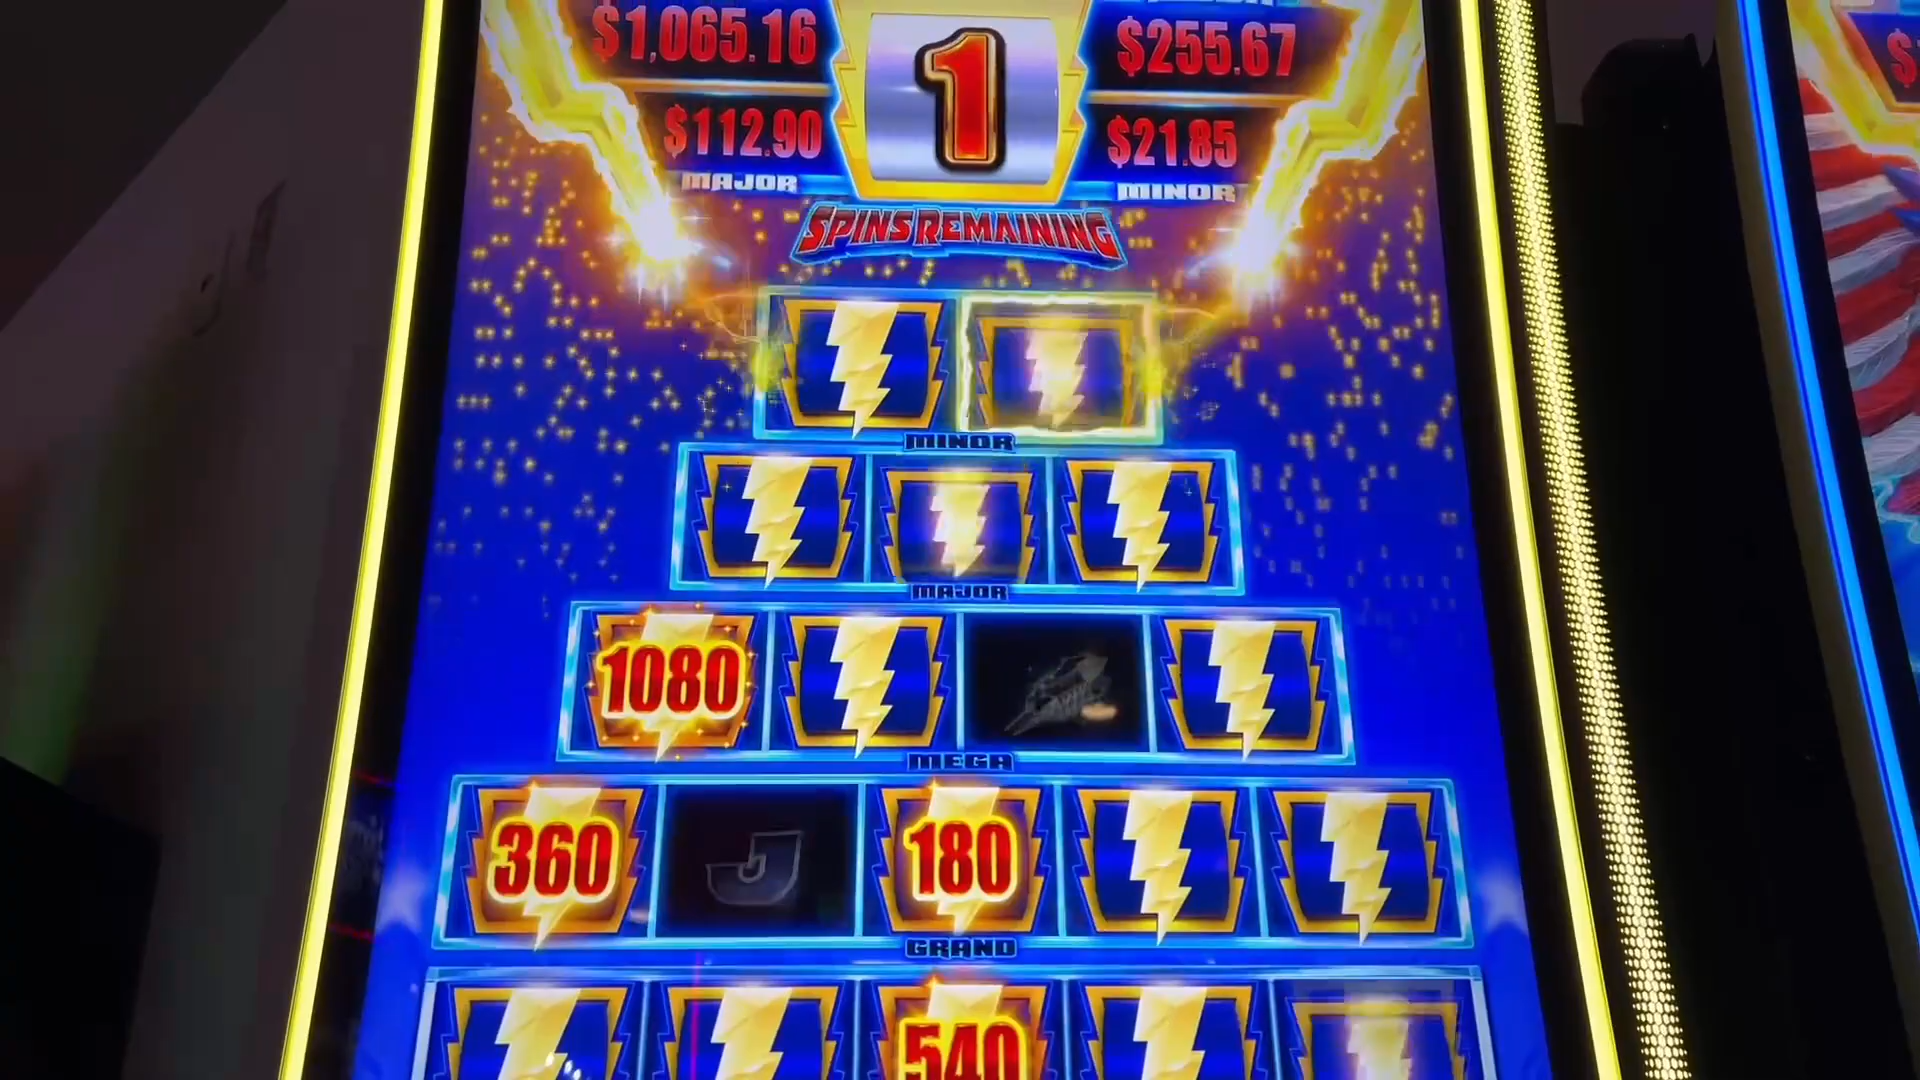 $1,065.16
$255.67
1
$112.90
$21.85
MAJOR
MINOR
SPINS REMAINING
MINOR
MAJOR
1080
MEGA
360
J
180
GRAND
540